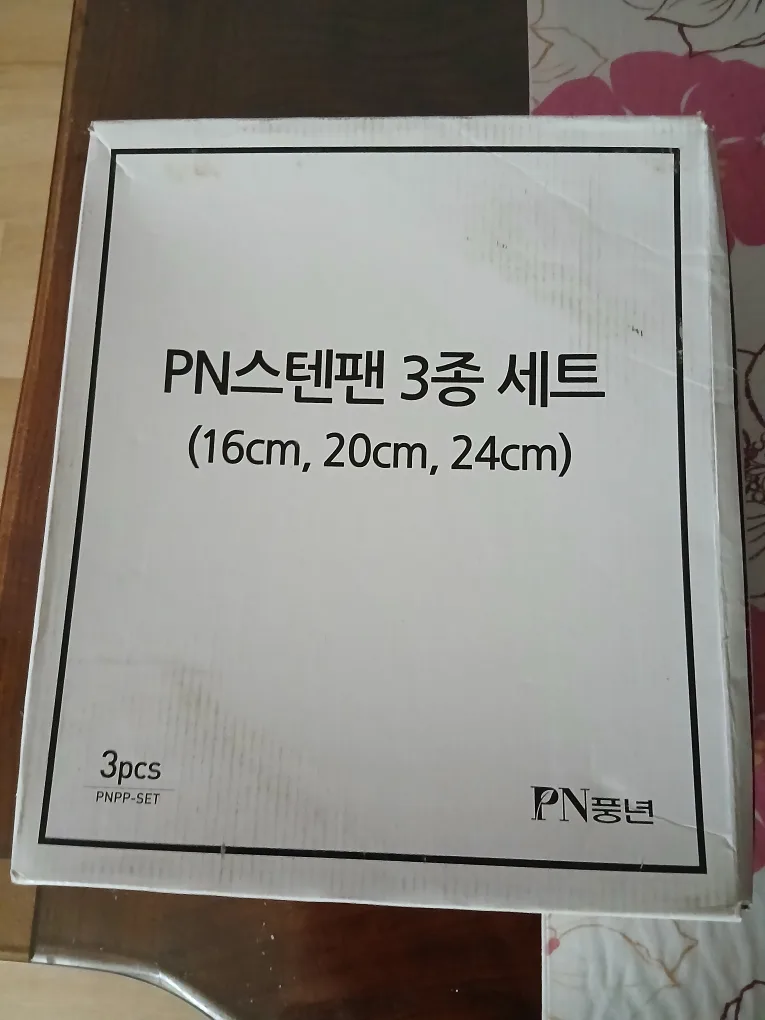 PN스텐팬 3종 세트
(16cm, 20cm, 24cm)
3pcs
PNPP-SET
PN풍년